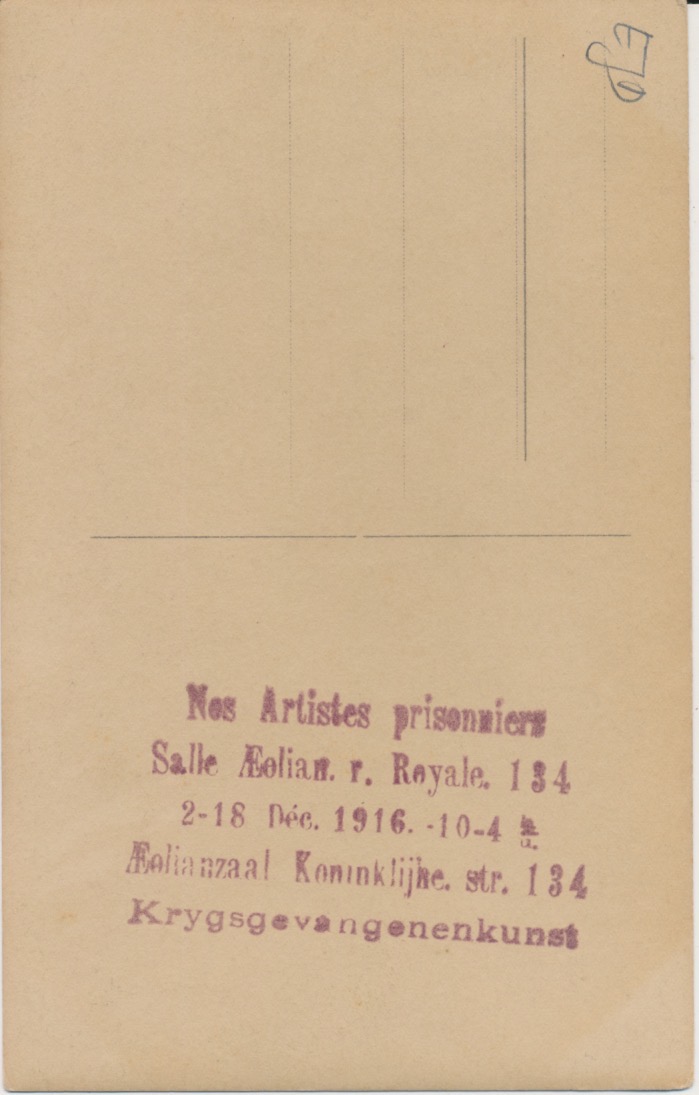 Nos Artistes prisonniers
Salle Æolian. r. Royale. 134
2-18 Déc. 1916. -10-4 h/u.
Æolianzaal Koninklijke. str. 134
Krygsgevangenenkunst